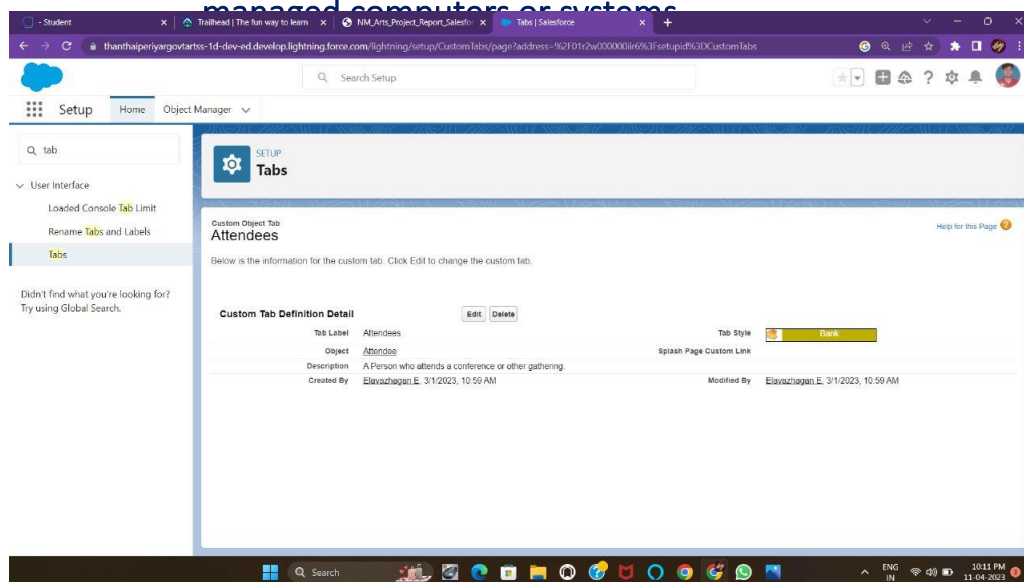 managed computers or systems
- Student
Trailhead | The fun way to learn
NM_Arts_Project_Report_Salesfor
Tabs | Salesforce
thanthaiperiyargovtartss-1d-dev-ed.develop.lightning.force.com/lightning/setup/CustomTabs/page?address=%2F01r2w000000iir6%3Fsetupid%3DCustomTabs
Search Setup
Setup Home Object Manager
tab
User Interface
Loaded Console Tab Limit
Rename Tabs and Labels
Tabs
Didn't find what you're looking for?
Try using Global Search.
SETUP
Tabs
Custom Object Tab
Attendees
Help for this Page
Below is the information for the custom tab. Click Edit to change the custom tab.
Custom Tab Definition Detail Edit Delete
Tab Label Attendees Tab Style Bank
Object Attendee Splash Page Custom Link
Description A Person who attends a conference or other gathering.
Created By Elavazhagan E, 3/1/2023, 10:59 AM Modified By Elavazhagan E, 3/1/2023, 10:59 AM
Search
ENG
IN
10:11 PM
11-04-2023